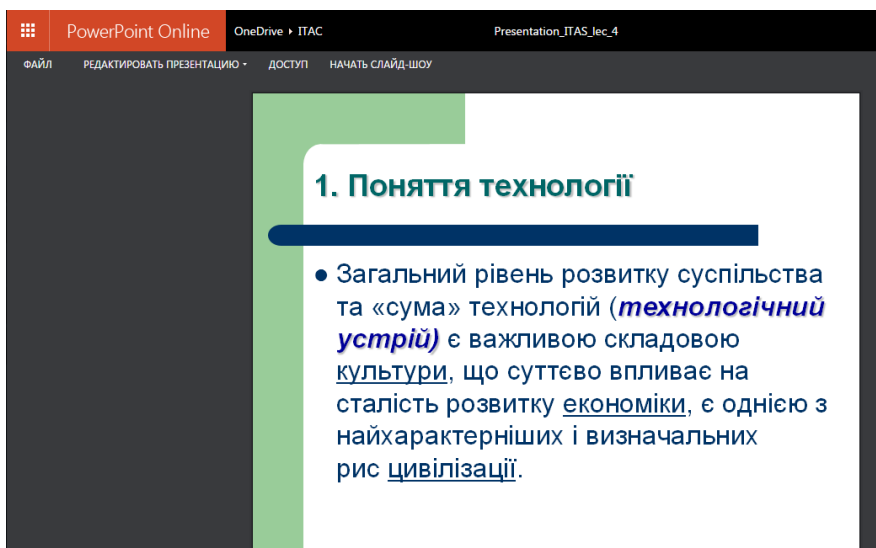 PowerPoint Online OneDrive ▸ ITAC Presentation_ITAS_lec_4
ФАЙЛ РЕДАКТИРОВАТЬ ПРЕЗЕНТАЦИЮ ▾ ДОСТУП НАЧАТЬ СЛАЙД-ШОУ
1. Поняття технології
● Загальний рівень розвитку суспільства
та «сума» технологій (технологічний
устрій) є важливою складовою
культури, що суттєво впливає на
сталість розвитку економіки, є однією з
найхарактерніших і визначальних
рис цивілізації.